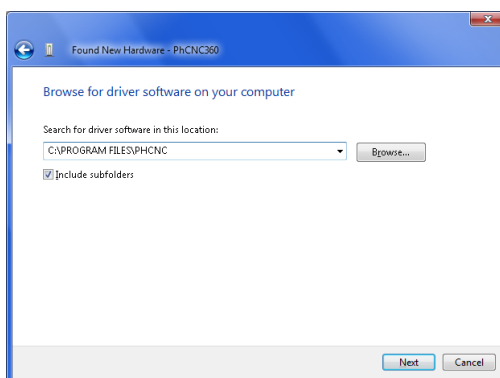 Found New Hardware - PhCNC360
Browse for driver software on your computer
Search for driver software in this location:
C:\PROGRAM FILES\PHCNC
Browse...
Include subfolders
Next
Cancel